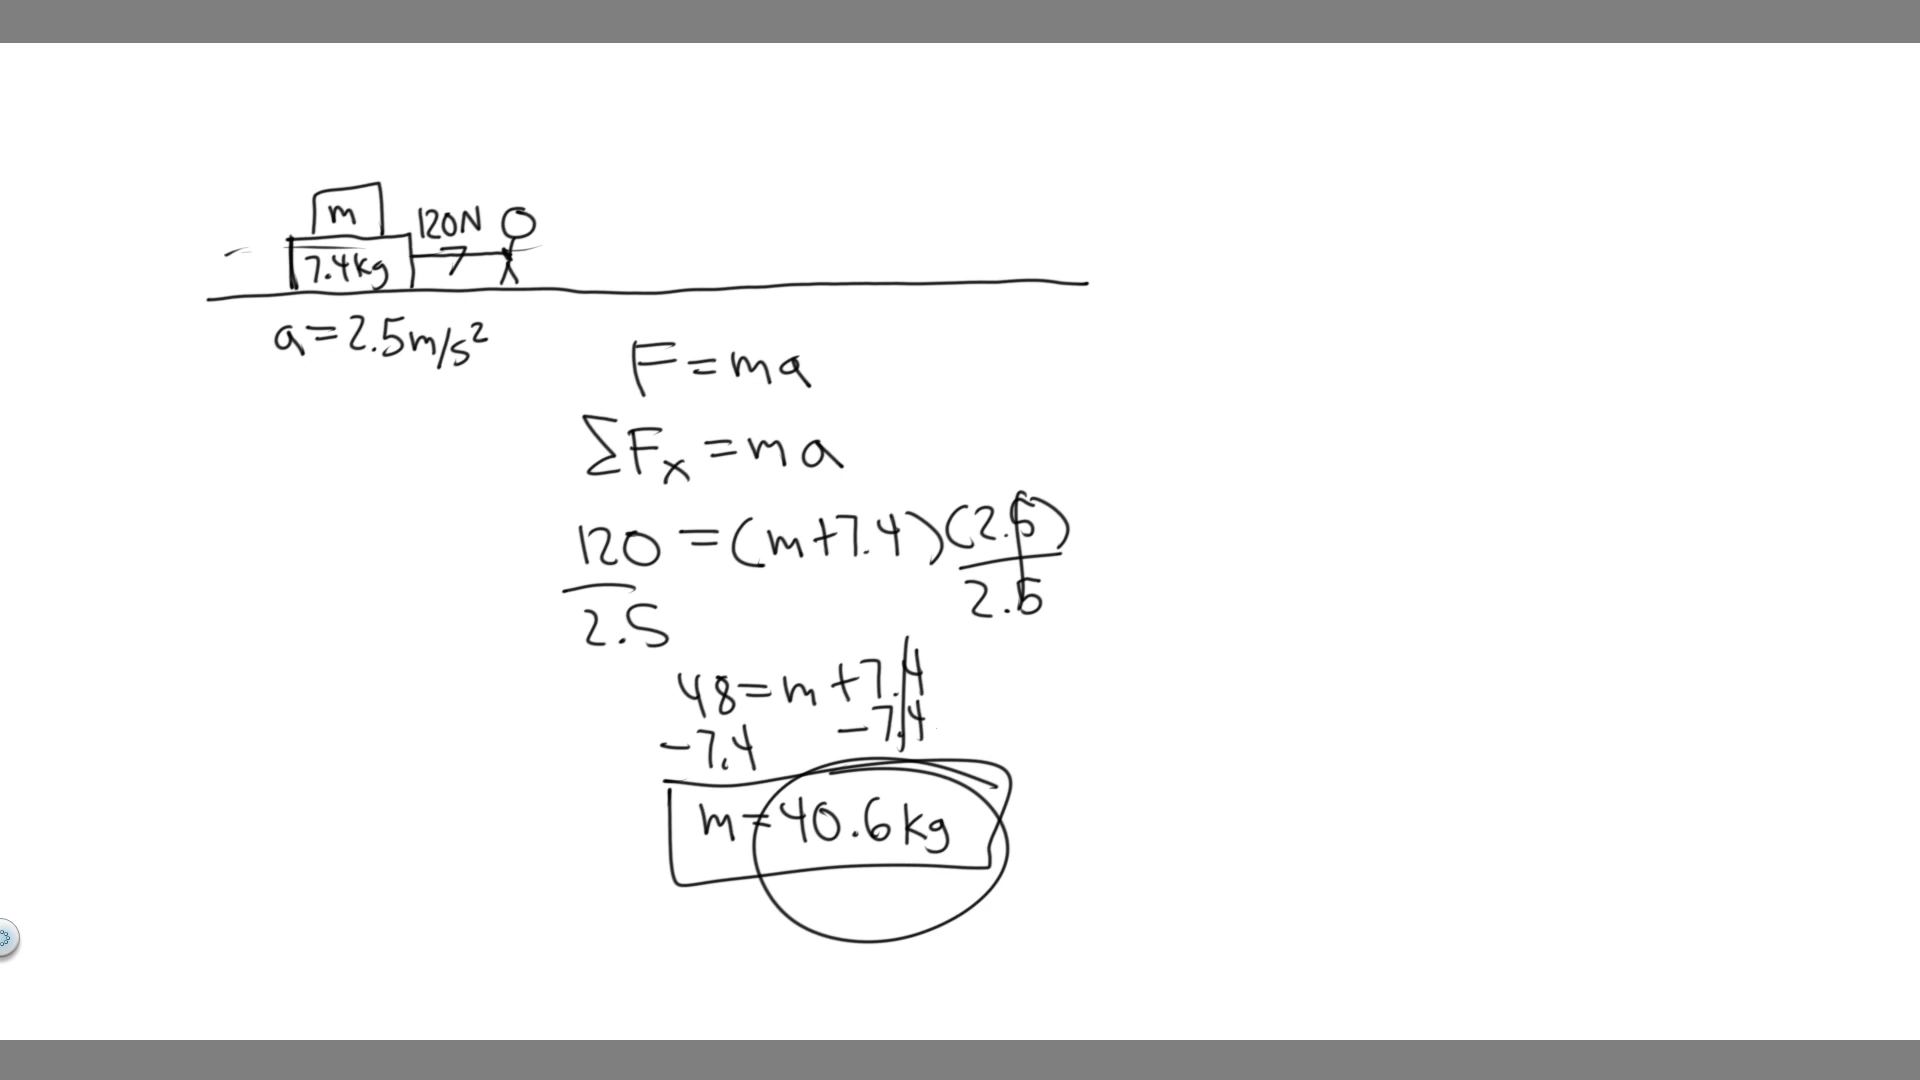 m
120N
7.4kg
a=2.5m/s²
F=ma
ΣFₓ=ma
120=(m+7.4)(2.5)
2.5 2.5
48=m+7.4
-7.4 -7.4
m=40.6kg